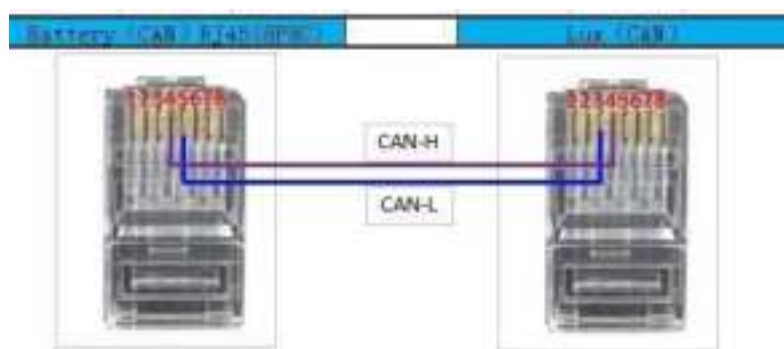 Battery (CAN) RJ45(8P8C)
Lux (CAN)
12345678
12345678
CAN-H
CAN-L